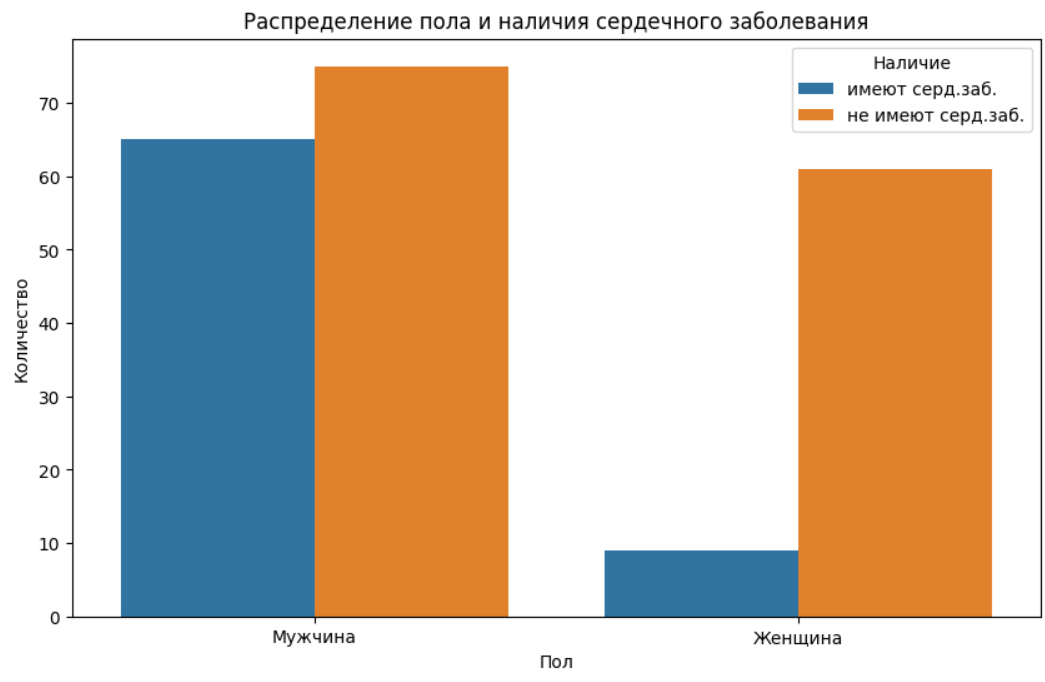 Распределение пола и наличия сердечного заболевания
Наличие
имеют серд.заб.
не имеют серд.заб.
Количество
70
60
50
40
30
20
10
0
Мужчина
Женщина
Пол